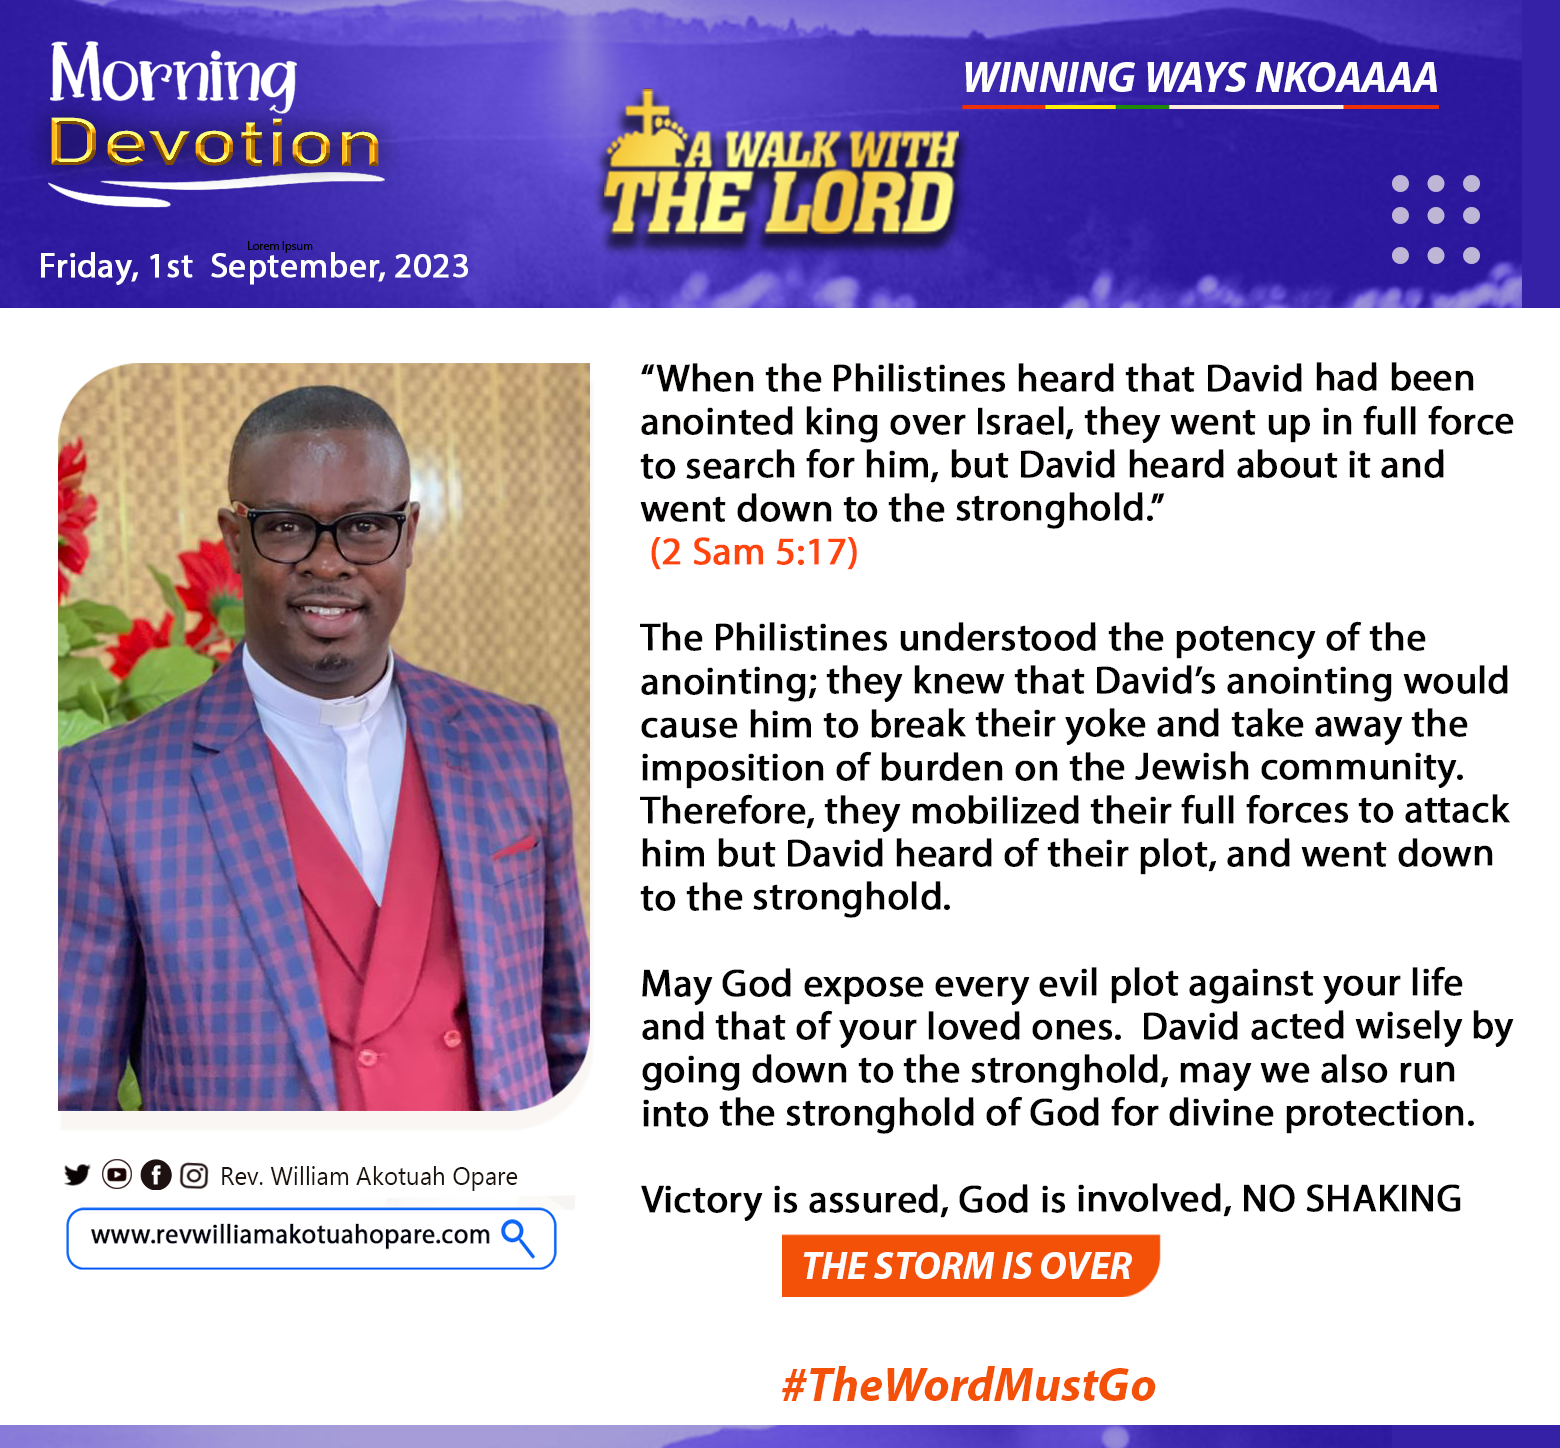 Morning
Devotion
Lorem Ipsum
Friday, 1st  September, 2023
A WALK WITH
THE LORD
WINNING WAYS NKOAAAA
“When the Philistines heard that David had been
anointed king over Israel, they went up in full force
to search for him, but David heard about it and
went down to the stronghold.”
(2 Sam 5:17)
The Philistines understood the potency of the
anointing; they knew that David’s anointing would
cause him to break their yoke and take away the
imposition of burden on the Jewish community.
Therefore, they mobilized their full forces to attack
him but David heard of their plot, and went down
to the stronghold.
May God expose every evil plot against your life
and that of your loved ones.  David acted wisely by
going down to the stronghold, may we also run
into the stronghold of God for divine protection.
Victory is assured, God is involved, NO SHAKING
THE STORM IS OVER
#TheWordMustGo
Rev. William Akotuah Opare
www.revwilliamakotuahopare.com